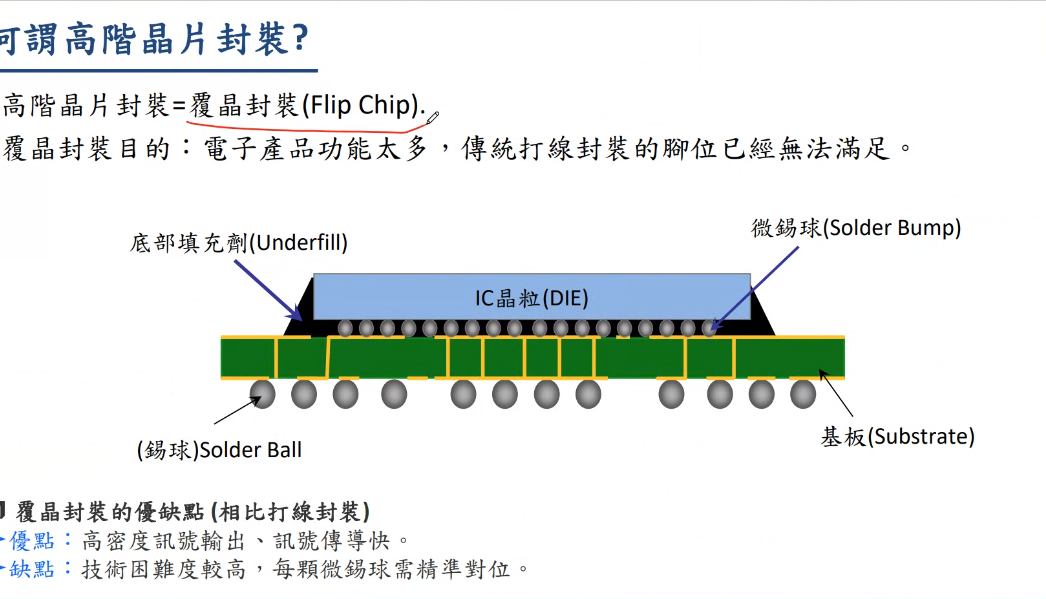 何謂高階晶片封裝?
高階晶片封裝=覆晶封裝(Flip Chip).
覆晶封裝目的：電子產品功能太多，傳統打線封裝的腳位已經無法滿足。
微錫球(Solder Bump)
底部填充劑(Underfill)
IC晶粒(DIE)
基板(Substrate)
(錫球)Solder Ball
覆晶封裝的優缺點 (相比打線封裝)
優點：高密度訊號輸出、訊號傳導快。
缺點：技術困難度較高，每顆微錫球需精準對位。